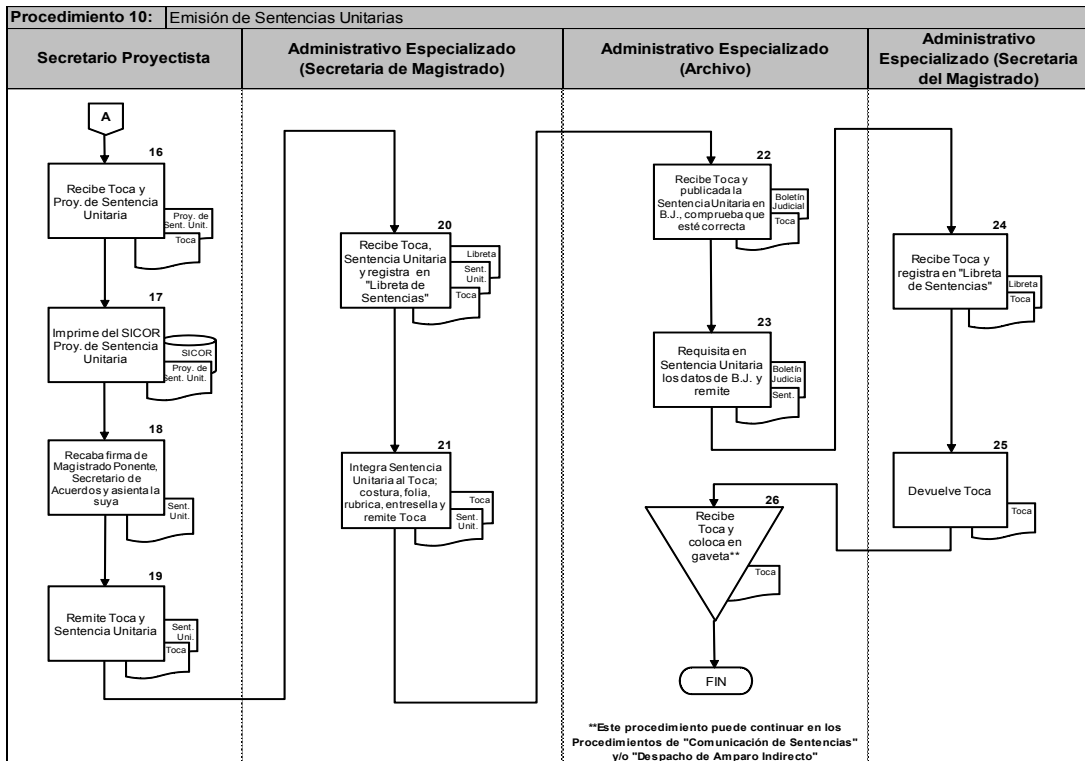 Procedimiento 10: Emisión de Sentencias Unitarias
Secretario Proyectista
Administrativo Especializado
(Secretaria de Magistrado)
Administrativo Especializado
(Archivo)
Administrativo
Especializado (Secretaria
del Magistrado)
A
16
Recibe Toca y
Proy. de Sentencia
Unitaria
Proy. de
Sent. Unit.
Toca
17
Imprime del SICOR
Proy. de Sentencia
Unitaria
SICOR
Proy. de
Sent. Unit.
18
Recaba firma de
Magistrado Ponente,
Secretario de
Acuerdos y asienta la
suya
Sent.
Unit.
19
Remite Toca y
Sentencia Unitaria
Sent.
Uni.
Toca
20
Recibe Toca,
Sentencia Unitaria
y registra en
"Libreta de
Sentencias"
Libreta
Sent.
Unit.
Toca
21
Integra Sentencia
Unitaria al Toca;
costura, folia,
rubrica, entresella y
remite Toca
Toca
Sent.
Unit.
22
Recibe Toca y
publicada la
Sentencia Unitaria en
B.J., comprueba que
esté correcta
Boletín
Judicial
Toca
23
Requisita en
Sentencia Unitaria
los datos de B.J. y
remite
Boletín
Judicia
Sent.
24
Recibe Toca y
registra en "Libreta
de Sentencias"
Libreta
Toca
25
Devuelve Toca
Toca
26
Recibe
Toca y
coloca en
gaveta**
Toca
FIN
**Este procedimiento puede continuar en los
Procedimientos de "Comunicación de Sentencias"
y/o "Despacho de Amparo Indirecto"